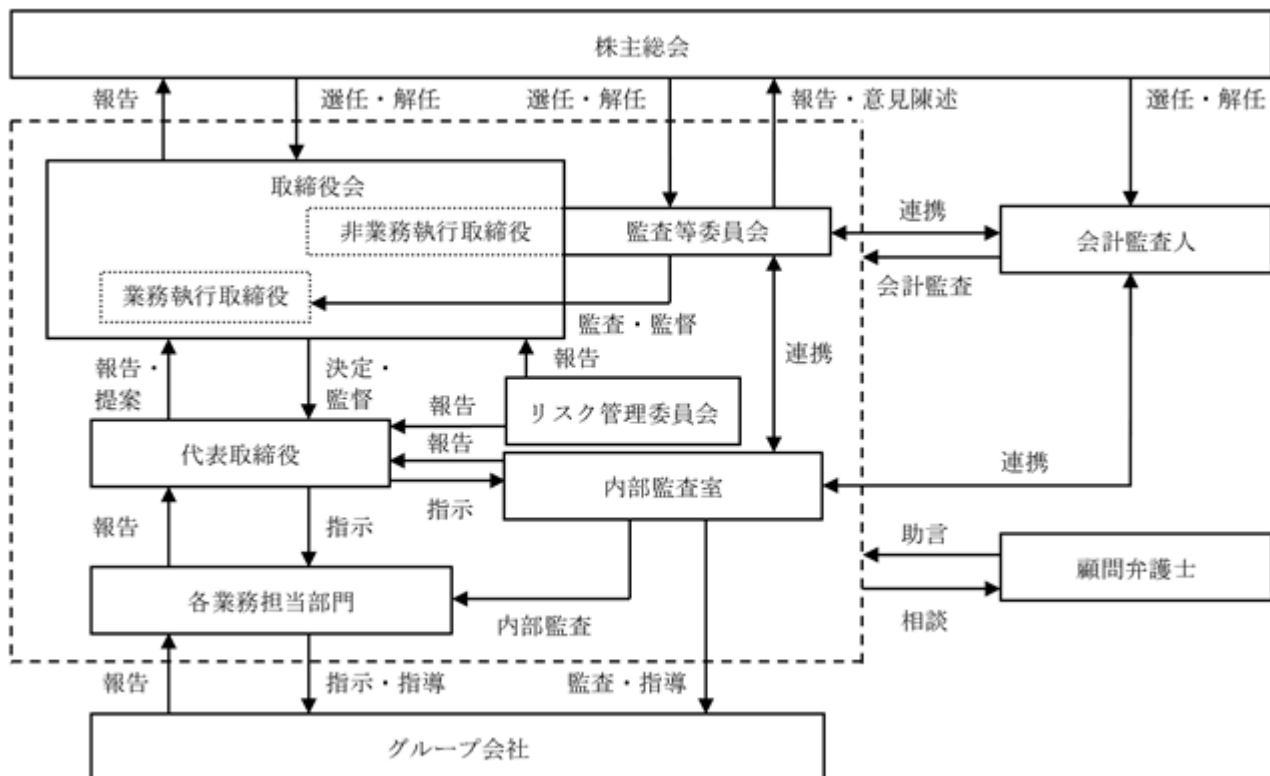 株主総会
報告
選任・解任
選任・解任
報告・意見陳述
選任・解任
取締役会
非業務執行取締役
監査等委員会
連携
会計監査人
業務執行取締役
会計監査
監査・監督
報告・
提案
決定・
監督
報告
連携
報告
リスク管理委員会
代表取締役
報告
内部監査室
連携
指示
報告
指示
助言
顧問弁護士
各業務担当部門
内部監査
相談
報告
指示・指導
監査・指導
グループ会社